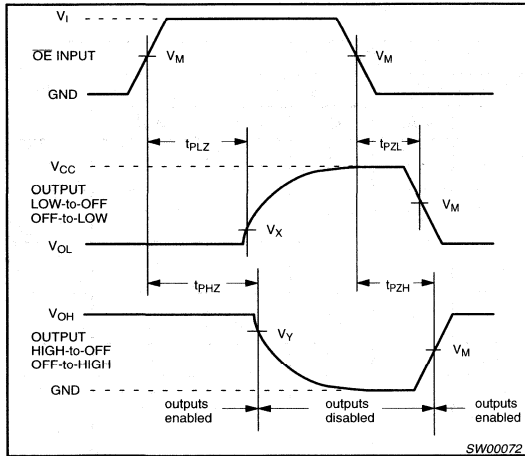 VI
OE INPUT
VM
VM
GND
tPLZ
tPZL
VCC
OUTPUT
LOW-to-OFF
OFF-to-LOW
VM
VX
VOL
tPHZ
tPZH
VOH
OUTPUT
HIGH-to-OFF
OFF-to-HIGH
VY
VM
GND
outputs
enabled
outputs
disabled
outputs
enabled
SW00072